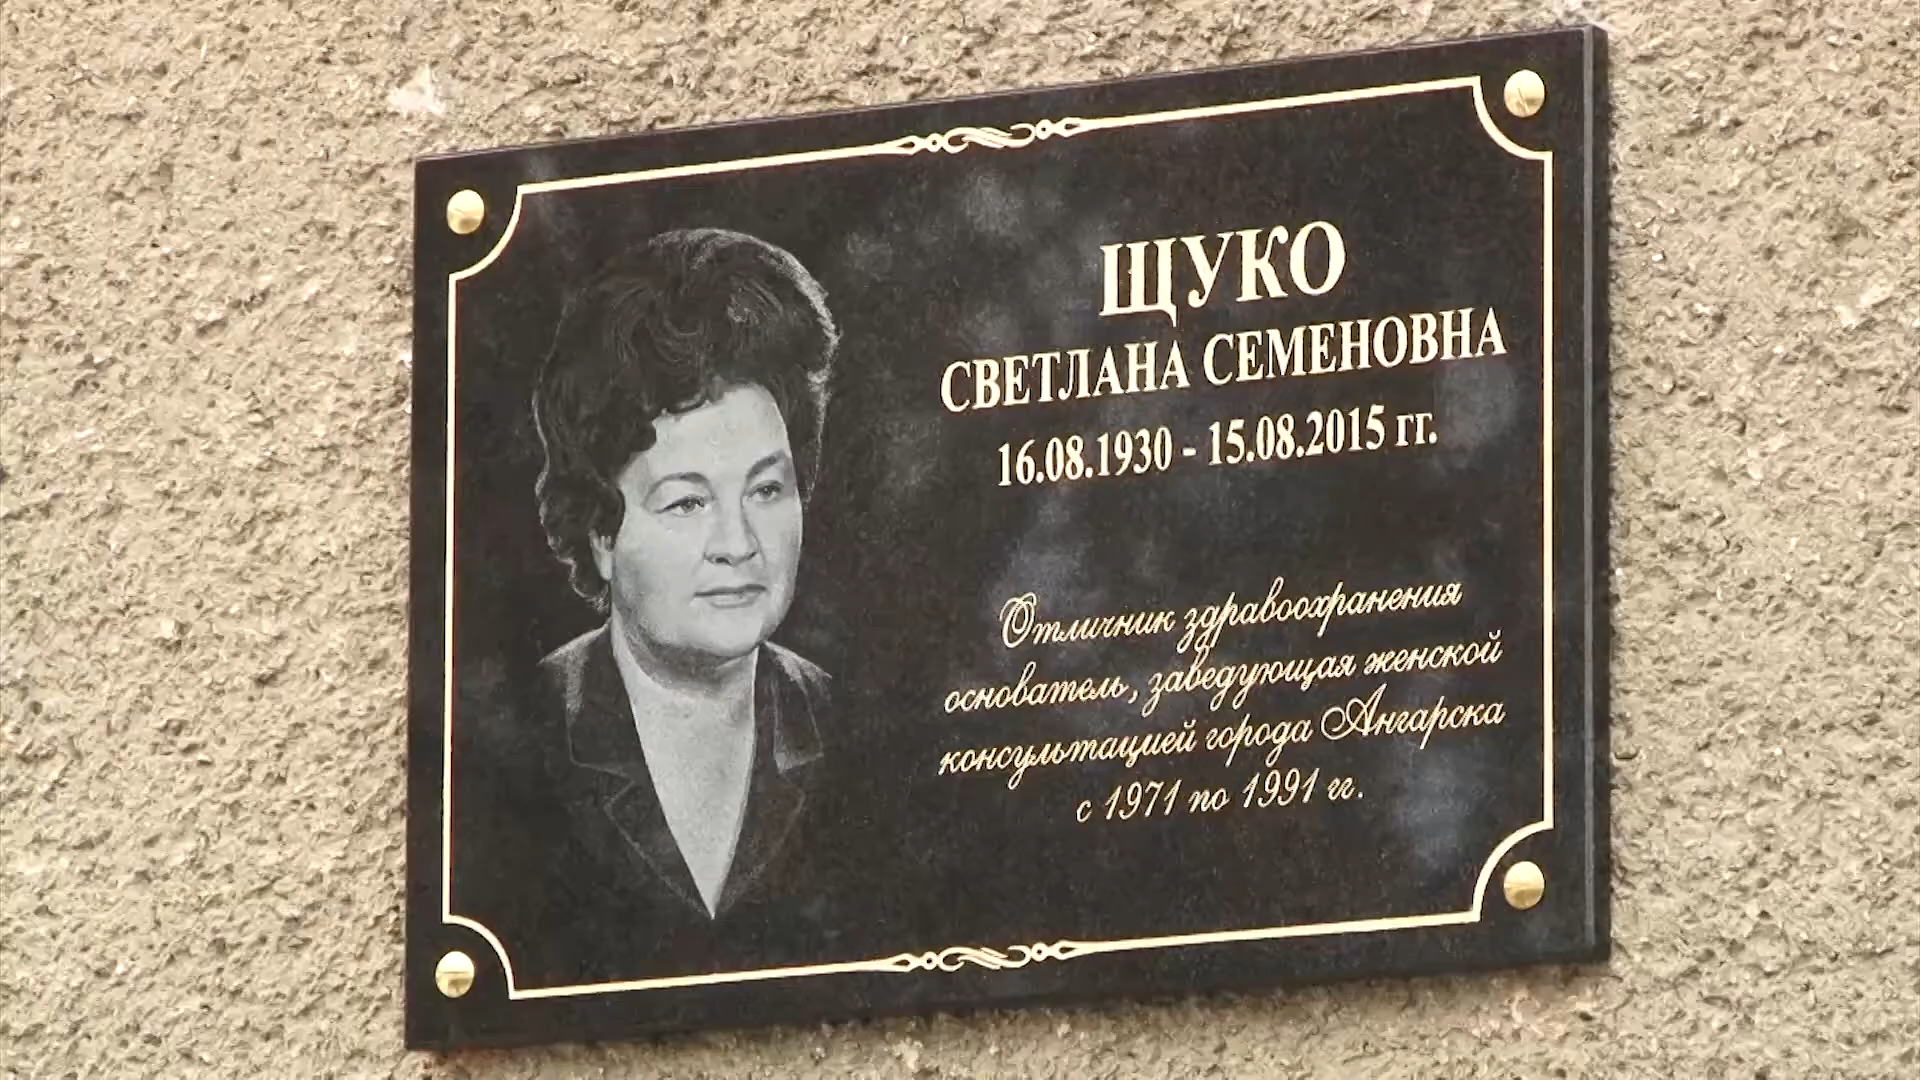 ЩУКО
СВЕТЛАНА СЕМЕНОВНА
16.08.1930 - 15.08.2015 гг.
Отличник здравоохранения
основатель, заведующая женской
консультацией города Ангарска
с 1971 по 1991 гг.